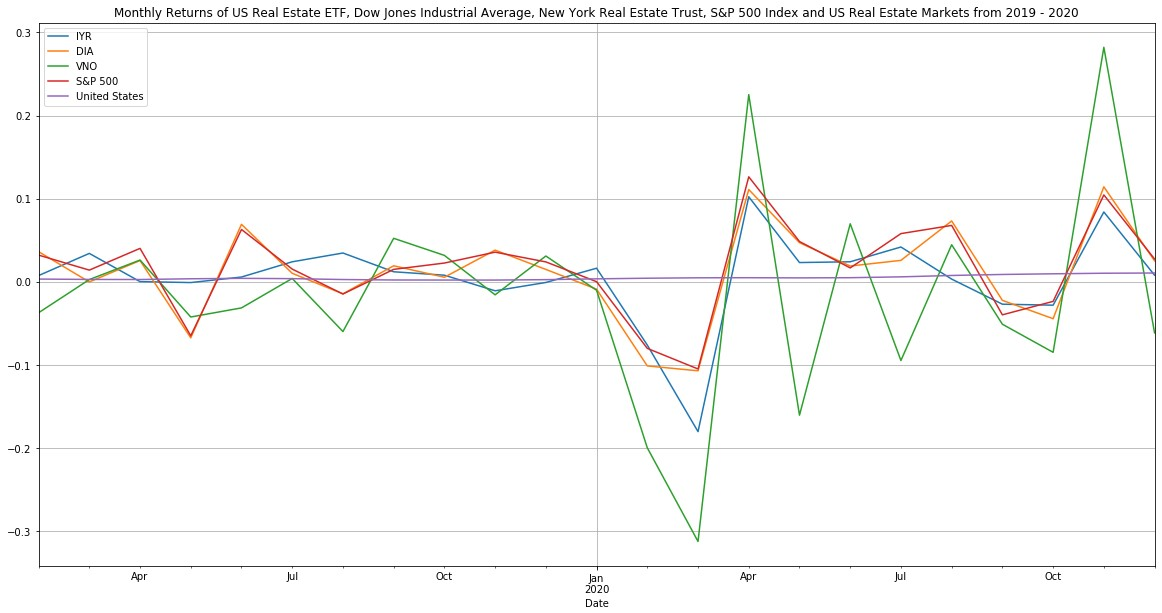 Monthly Returns of US Real Estate ETF, Dow Jones Industrial Average, New York Real Estate Trust, S&P 500 Index and US Real Estate Markets from 2019 - 2020
IYR
DIA
VNO
S&P 500
United States
0.3
0.2
0.1
0.0
−0.1
−0.2
−0.3
Apr
Jul
Oct
Jan
2020
Apr
Jul
Oct
Date